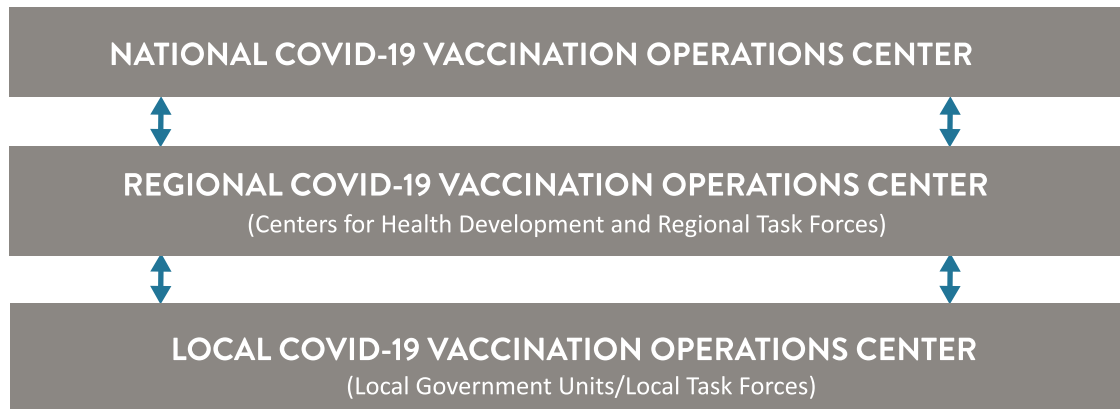 NATIONAL COVID-19 VACCINATION OPERATIONS CENTER
REGIONAL COVID-19 VACCINATION OPERATIONS CENTER
(Centers for Health Development and Regional Task Forces)
LOCAL COVID-19 VACCINATION OPERATIONS CENTER
(Local Government Units/Local Task Forces)